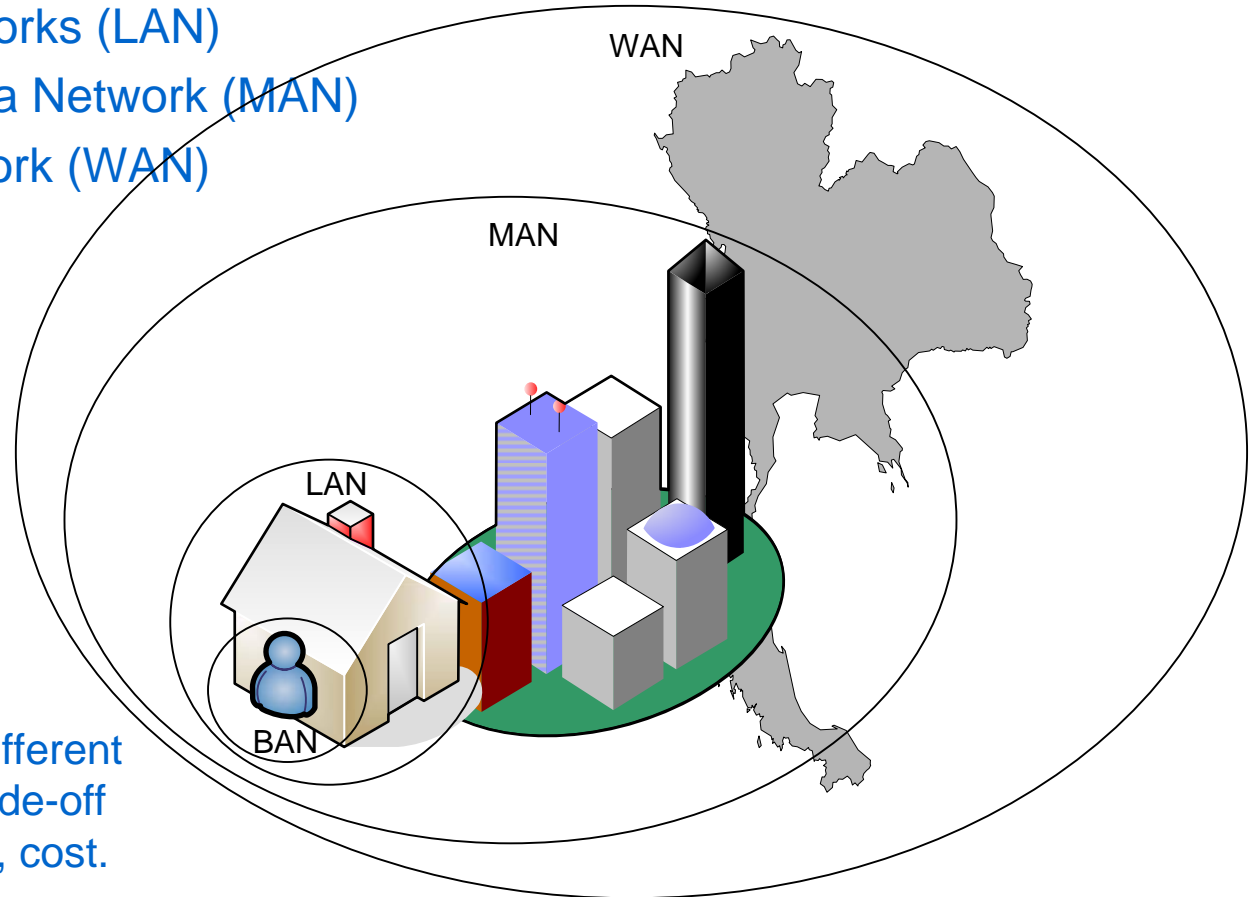 orks (LAN)
a Network (MAN)
ork (WAN)
WAN
MAN
LAN
BAN
fferent
de-off
, cost.